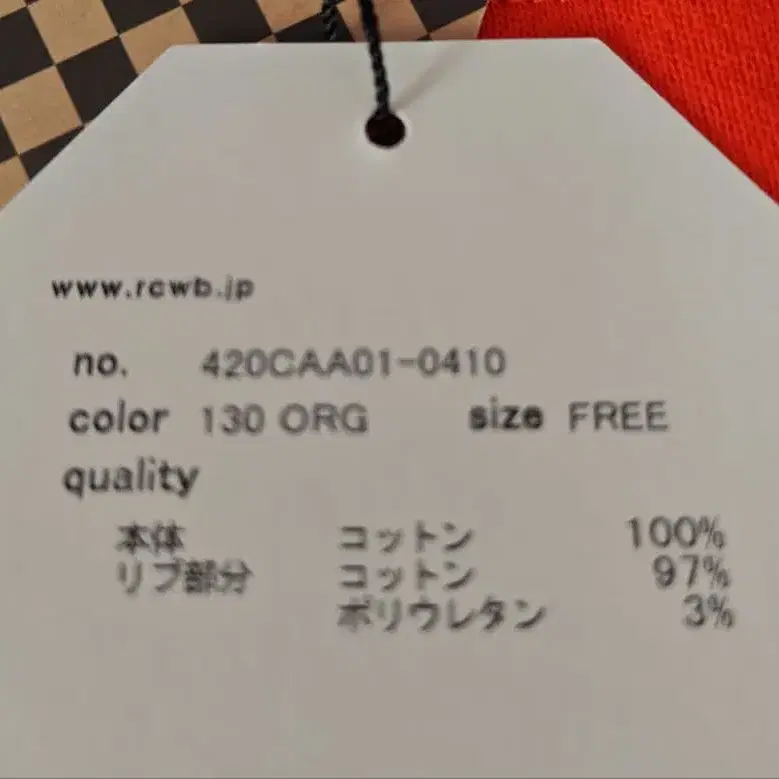 www.rcwb.jp
no. 420CAA01-0410
color 130 ORG size FREE
quality
本体 コットン 100%
リブ部分 コットン 97%
ポリウレタン 3%